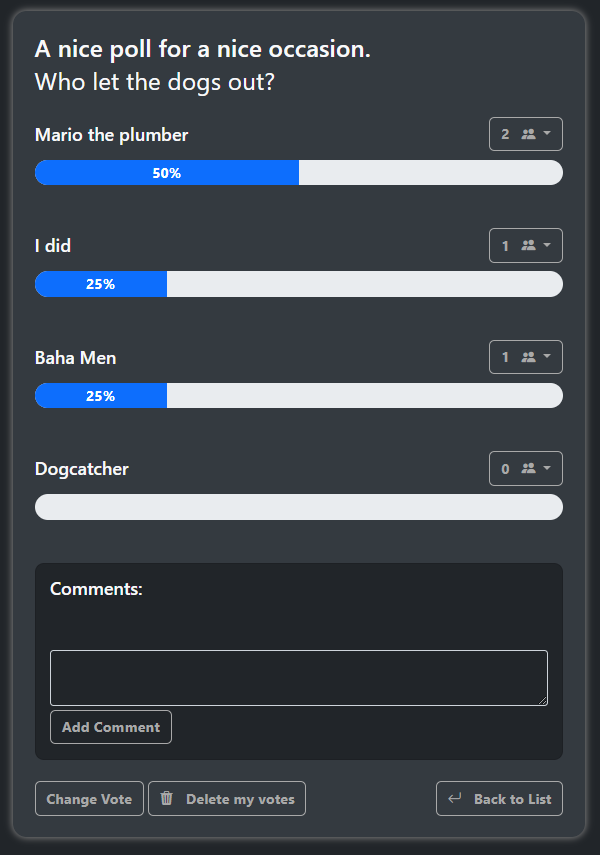 A nice poll for a nice occasion.
Who let the dogs out?
Mario the plumber
2
50%
I did
1
25%
Baha Men
1
25%
Dogcatcher
0
Comments:
Add Comment
Change Vote
Delete my votes
Back to List